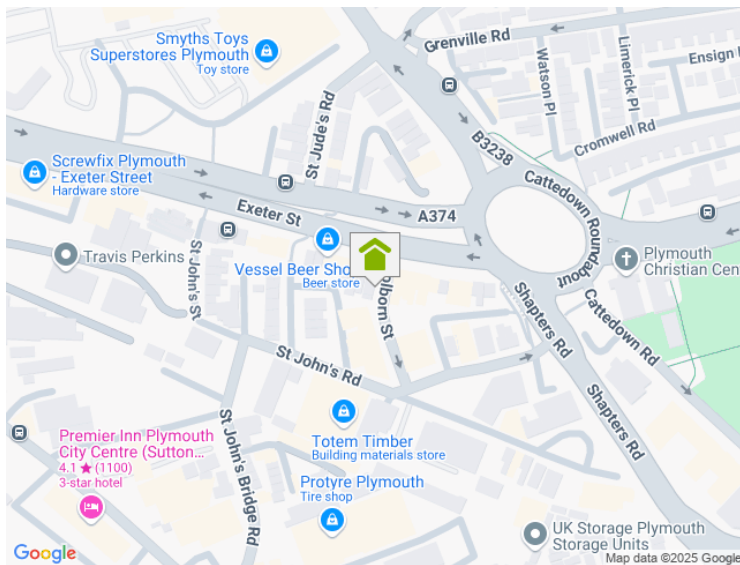 Smyths Toys
Superstores Plymouth
Toy store
Grenville Rd
Watson Pl
Limerick Pl
Ensign
Cromwell Rd
St Jude's Rd
B3238
Screwfix Plymouth
- Exeter Street
Hardware store
Cattedown Roundabout
A374
Exeter St
Travis Perkins
St John's St
Vessel Beer Sho
Beer store
Plymouth
Christian Cent
olborn St
Shapters Rd
Cattedown Rd
St John's Rd
Shapters Rd
Totem Timber
Building materials store
St John's Bridge Rd
Premier Inn Plymouth
City Centre (Sutton...
4.1 ★ (1100)
3-star hotel
Protyre Plymouth
Tire shop
UK Storage Plymouth
Storage Units
Google
Map data ©2025 Google